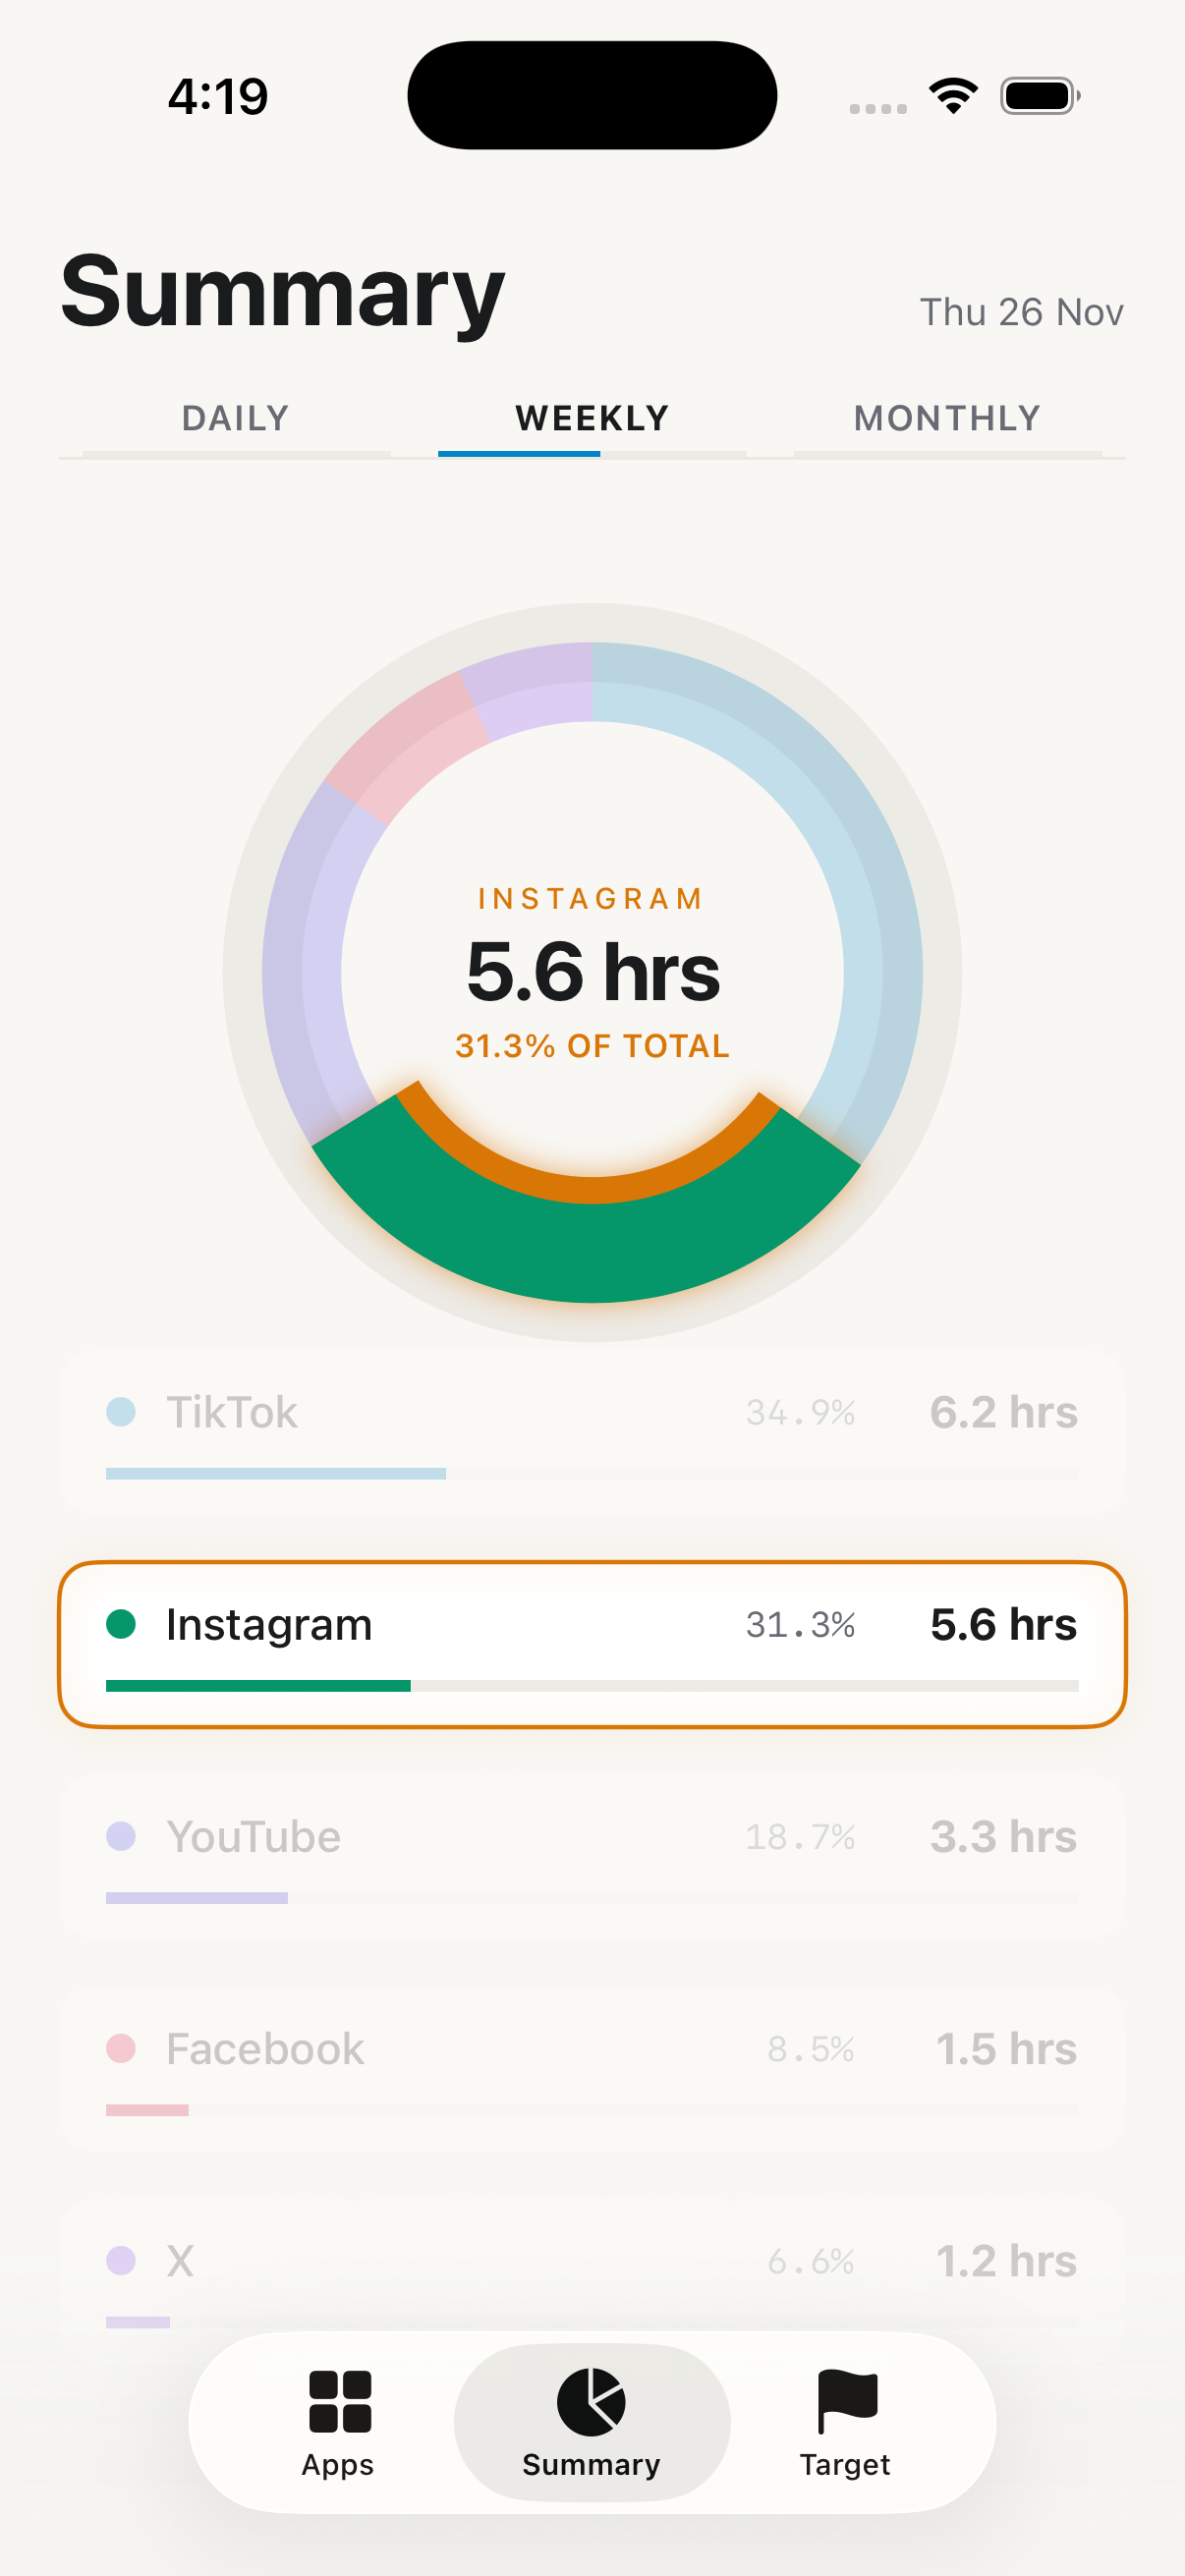 4:19
Summary
Thu 26 Nov
DAILY WEEKLY MONTHLY
INSTAGRAM
5.6 hrs
31.3% OF TOTAL
TikTok 34.9% 6.2 hrs
Instagram 31.3% 5.6 hrs
YouTube 18.7% 3.3 hrs
Facebook 8.5% 1.5 hrs
X 6.6% 1.2 hrs
Apps Summary Target